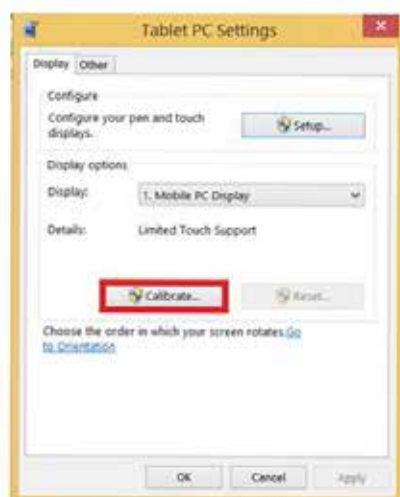 Tablet PC Settings
Display Other
Configure
Configure your pen and touch
displays.
Setup...
Display options
Display: 1. Mobile PC Display
Details: Limited Touch Support
Calibrate... Reset...
Choose the order in which your screen rotates.Go
to Orientation
OK Cancel Apply